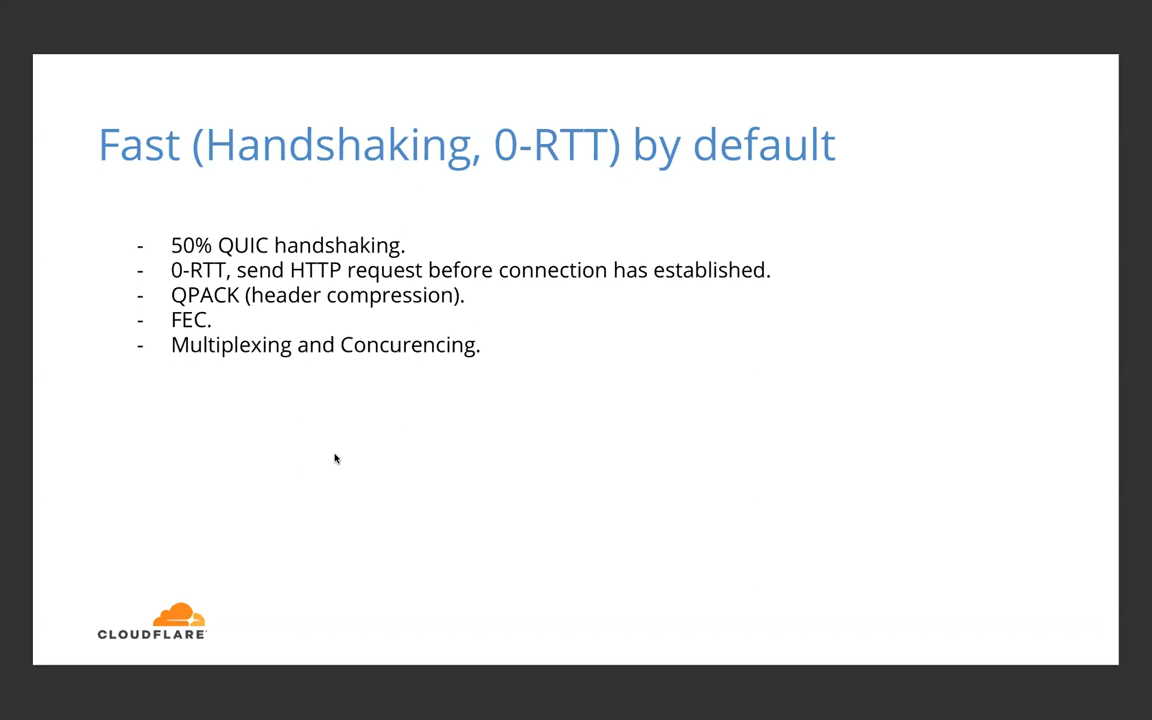 Fast (Handshaking, 0-RTT) by default
- 50% QUIC handshaking.
- 0-RTT, send HTTP request before connection has established.
- QPACK (header compression).
- FEC.
- Multiplexing and Concurencing.
CLOUDFLARE